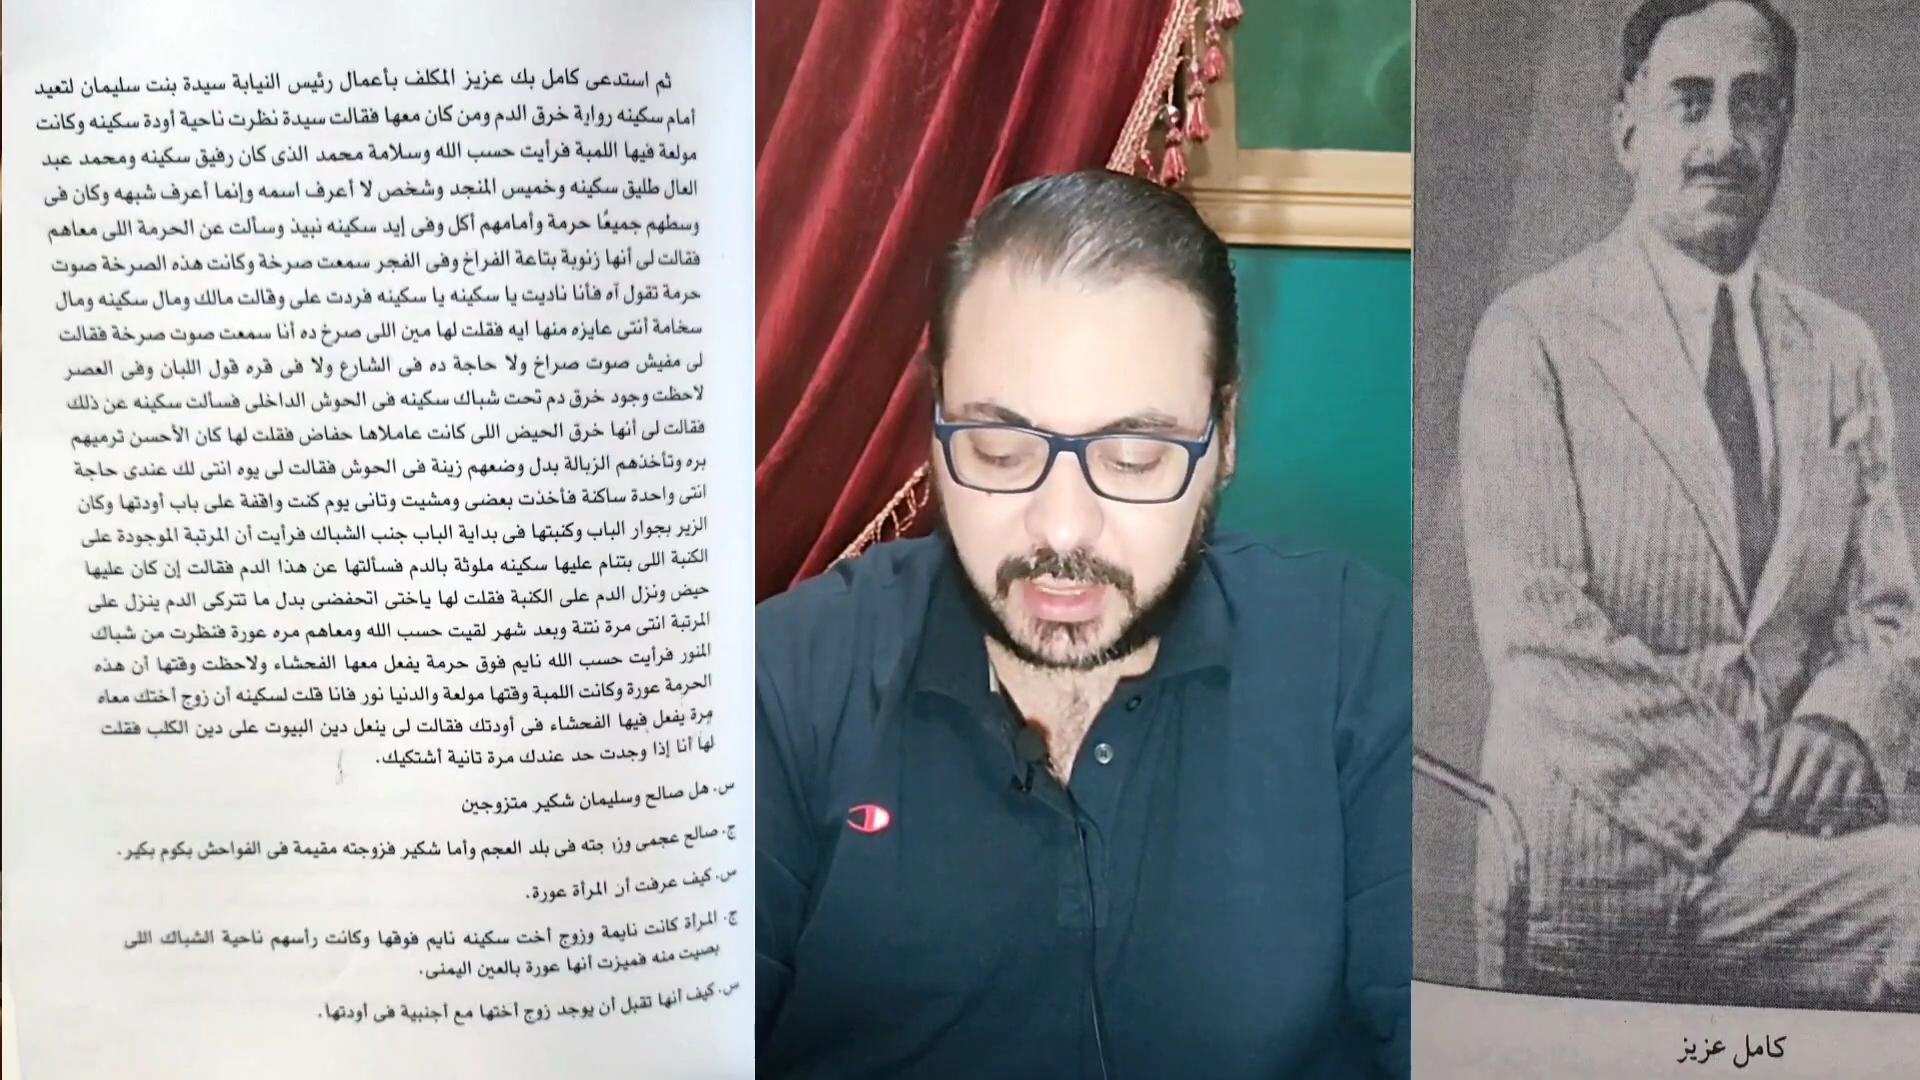 ثم استدعى كامل بك عزيز المكلف بأعمال رئيس النيابة سيدة بنت سليمان لتعيد
أمام سكينه رواية خرق الدم ومن كان معها فقالت سيدة نظرت ناحية أودة سكينه وكانت
مولعة فيها اللمبة فرأيت حسب الله وسلامة محمد الذى كان رفيق سكينه ومحمد عبد
العال طليق سكينه وخميس المنجد وشخص لا أعرف اسمه وإنما أعرف شبهه وكان فى
وسطهم جميعًا حرمة وأمامهم أكل وفى إيد سكينه نبيذ وسألت عن الحرمة اللى معاهم
فقالت لى أنها زنوبة بتاعة الفراخ وفى الفجر سمعت صرخة وكانت هذه الصرخة صوت
حرمة تقول آه فأنا ناديت يا سكينه يا سكينه فردت على وقالت مالك ومال سكينه ومال
سخامة أنتى عايزه منها ايه فقلت لها مين اللى صرخ ده أنا سمعت صوت صرخة فقالت
لى مفيش صوت صراخ ولا حاجة ده فى الشارع ولا فى قره قول اللبان وفى العصر
لاحظت وجود خرق دم تحت شباك سكينه فى الحوش الداخلى فسألت سكينه عن ذلك
فقالت لى أنها خرق الحيض اللى كانت عاملاها حفاض فقلت لها كان الأحسن ترميهم
بره وتأخذهم الزبالة بدل وضعهم زينة فى الحوش فقالت لى يوه انتى لك عندى حاجة
انتى واحدة ساكنة فأخذت بعضى ومشيت وتانى يوم كنت واقفة على باب أودتها وكان
الزير بجوار الباب وكنبتها فى بداية الباب جنب الشباك فرأيت أن المرتبة الموجودة على
الكنبة اللى بتنام عليها سكينه ملوثة بالدم فسألتها عن هذا الدم فقالت إن كان عليها
حيض ونزل الدم على الكنبة فقلت لها ياختى اتحفضى بدل ما تتركى الدم ينزل على
المرتبة انتى مرة نتنة وبعد شهر لقيت حسب الله ومعاهم مره عورة فنظرت من شباك
المنور فرأيت حسب الله نايم فوق حرمة يفعل معها الفحشاء ولاحظت وقتها أن هذه
الحرمة عورة وكانت اللمبة وقتها مولعة والدنيا نور فانا قلت لسكينه أن زوج أختك معاه
مرة يفعل فيها الفحشاء فى أودتك فقالت لى ينعل دين البيوت على دين الكلب فقلت
لها أنا إذا وجدت حد عندك مرة تانية أشتكيك.
س. هل صالح وسليمان شكير متزوجين
ج. صالح عجمى وزوجته فى بلد العجم وأما شكير فزوجته مقيمة فى الفواحش بكوم بكير.
س. كيف عرفت أن المرأة عورة.
ج. المرأة كانت نايمة وزوج أخت سكينه نايم فوقها وكانت رأسهم ناحية الشباك اللى
بصيت منه فميزت أنها عورة بالعين اليمنى.
س. كيف أنها تقبل أن يوجد زوج أختها مع أجنبية فى أودتها.
كامل عزيز